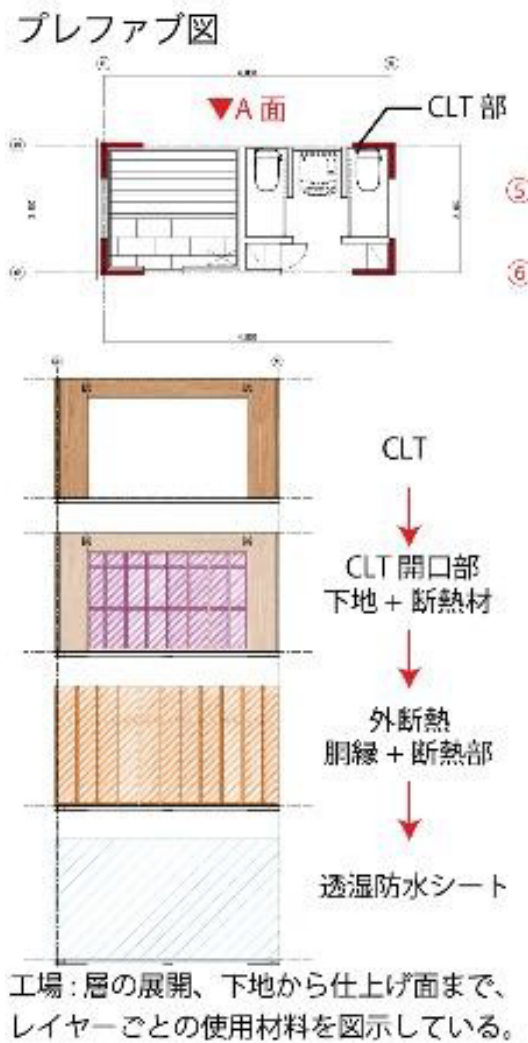 プレファブ図
▼A 面
CLT 部
⑤
⑥
CLT
CLT 開口部
下地 + 断熱材
外断熱
胴縁 + 断熱部
透湿防水シート
工場 : 層の展開、下地から仕上げ面まで、
レイヤーごとの使用材料を図示している。